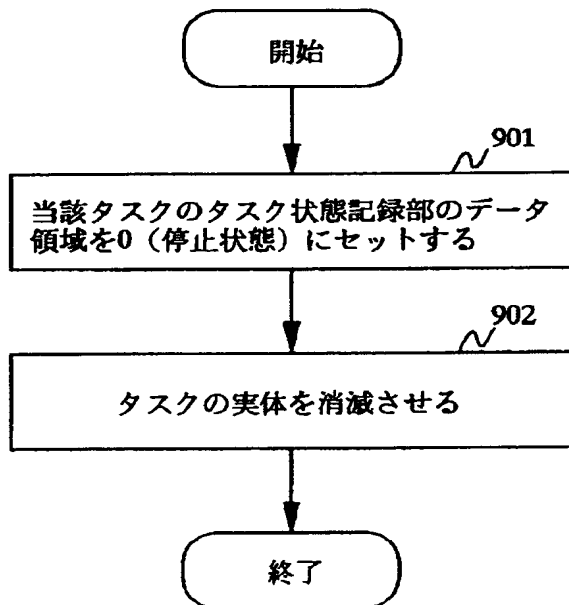 開始
901
当該タスクのタスク状態記録部のデータ
領域を0（停止状態）にセットする
902
タスクの実体を消滅させる
終了